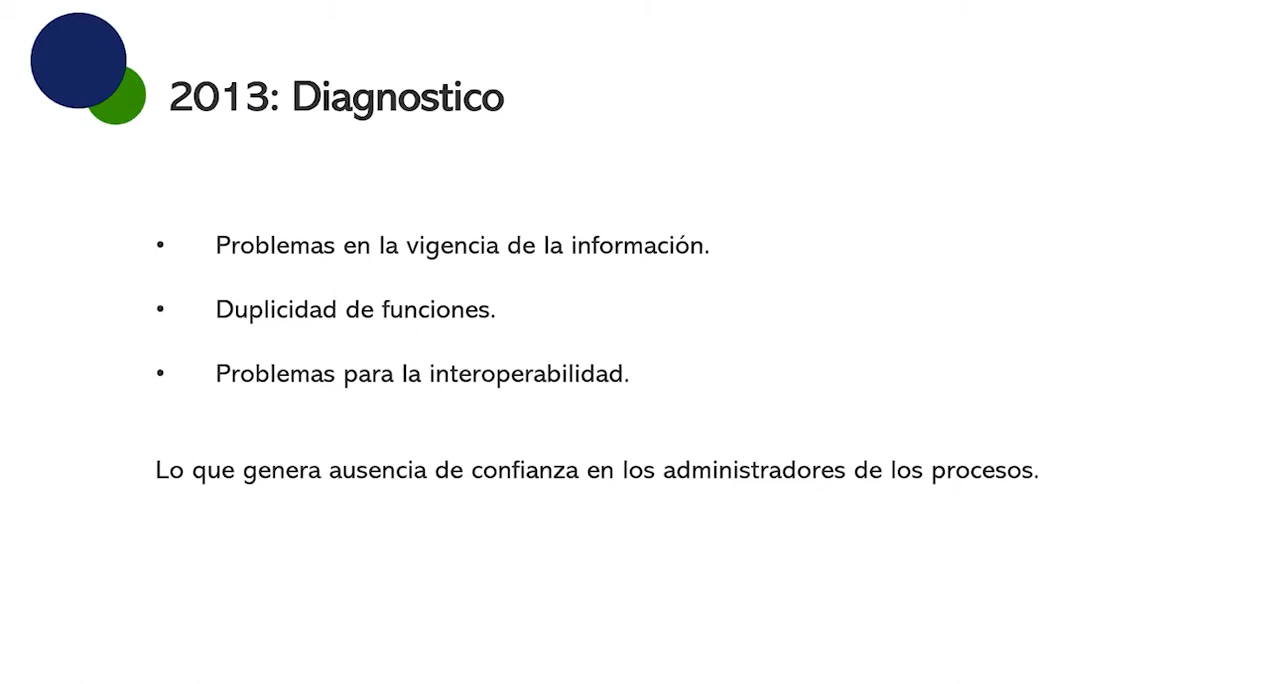 2013: Diagnostico
• Problemas en la vigencia de la información.
• Duplicidad de funciones.
• Problemas para la interoperabilidad.
Lo que genera ausencia de confianza en los administradores de los procesos.